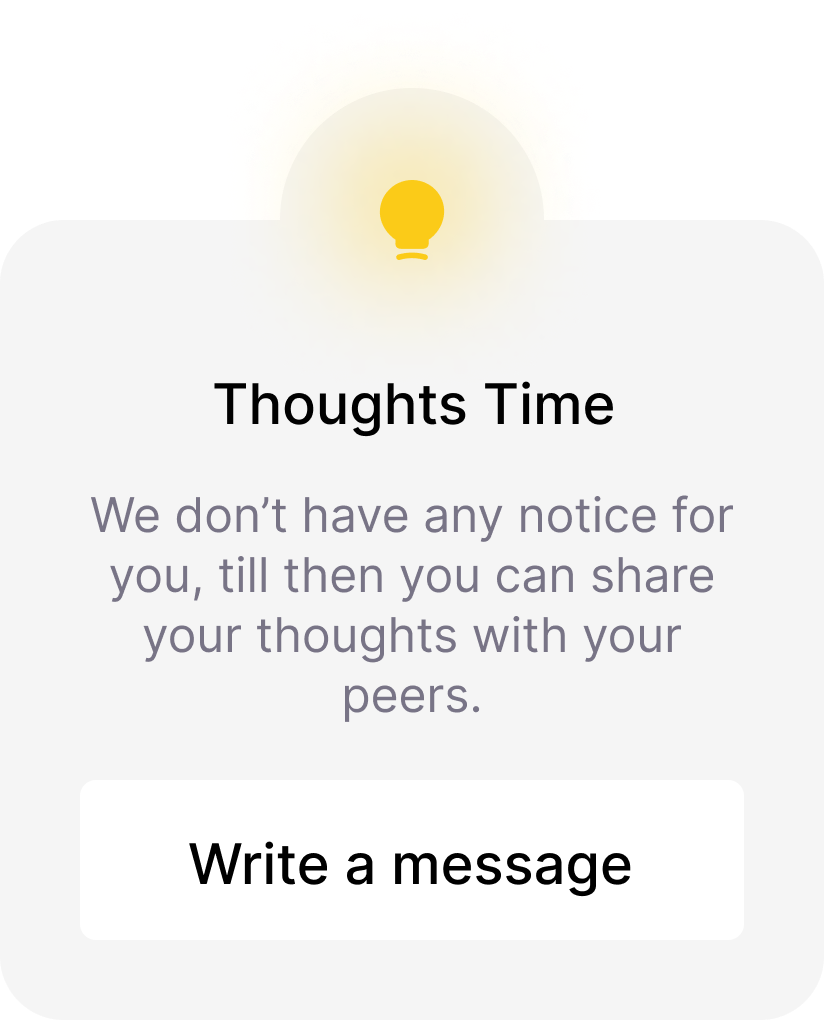 Thoughts Time
We don’t have any notice for
you, till then you can share
your thoughts with your
peers.
Write a message